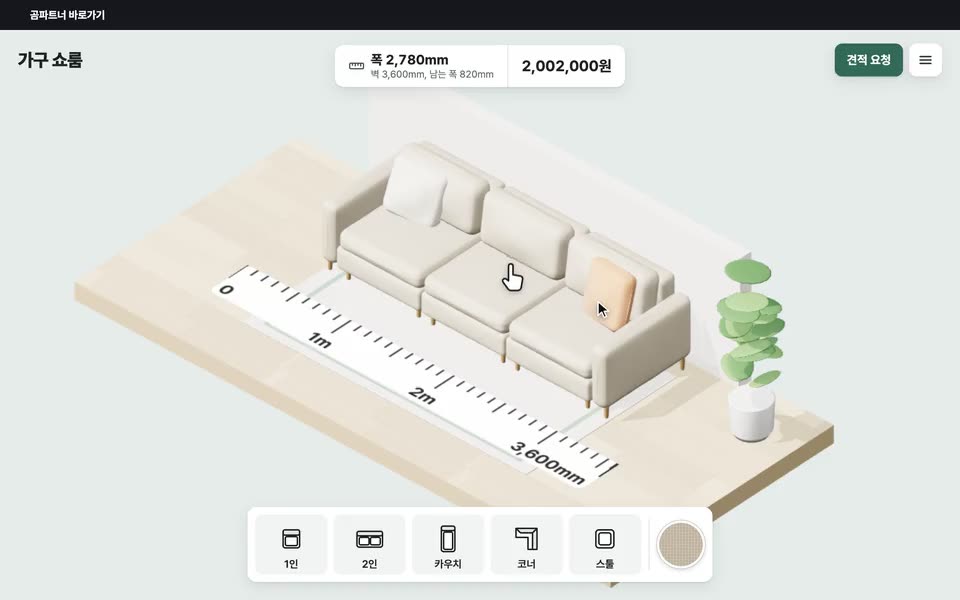 곰파트너 바로가기
가구 쇼룸
폭 2,780mm
벽 3,600mm, 남는 폭 820mm
2,002,000원
견적 요청
0
1m
2m
3,600mm
1인
2인
카우치
코너
스툴